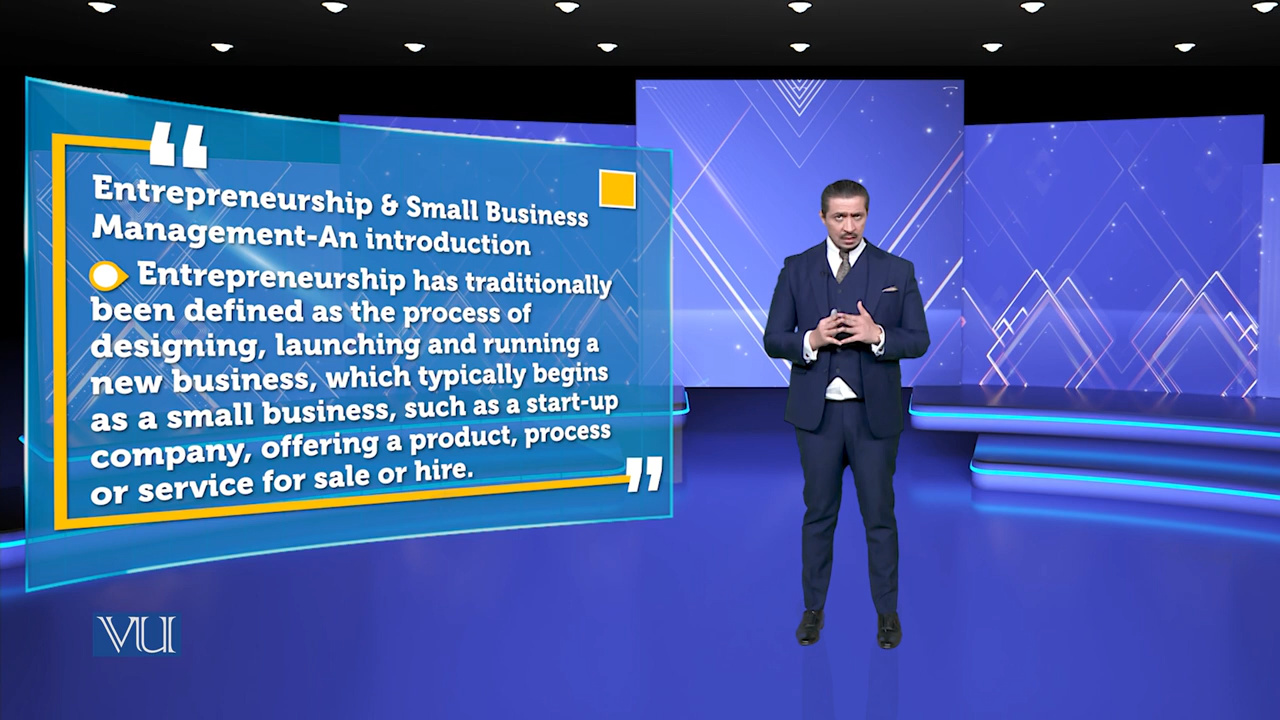 “
Entrepreneurship & Small Business
Management-An introduction
Entrepreneurship has traditionally
been defined as the process of
designing, launching and running a
new business, which typically begins
as a small business, such as a start-up
company, offering a product, process
or service for sale or hire.
”
VU